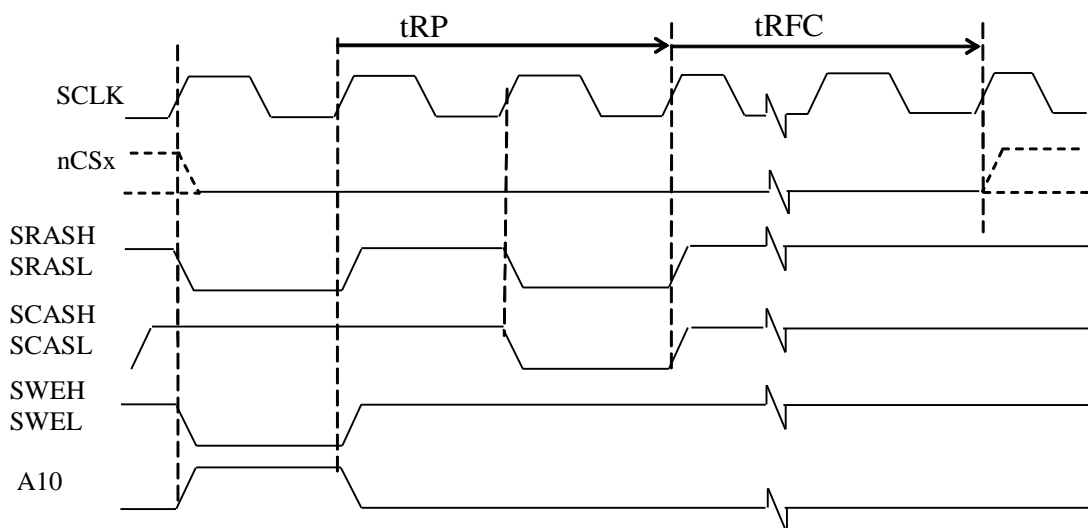 tRP
tRFC
SCLK
nCSx
SRASH
SRASL
SCASH
SCASL
SWEH
SWEL
A10